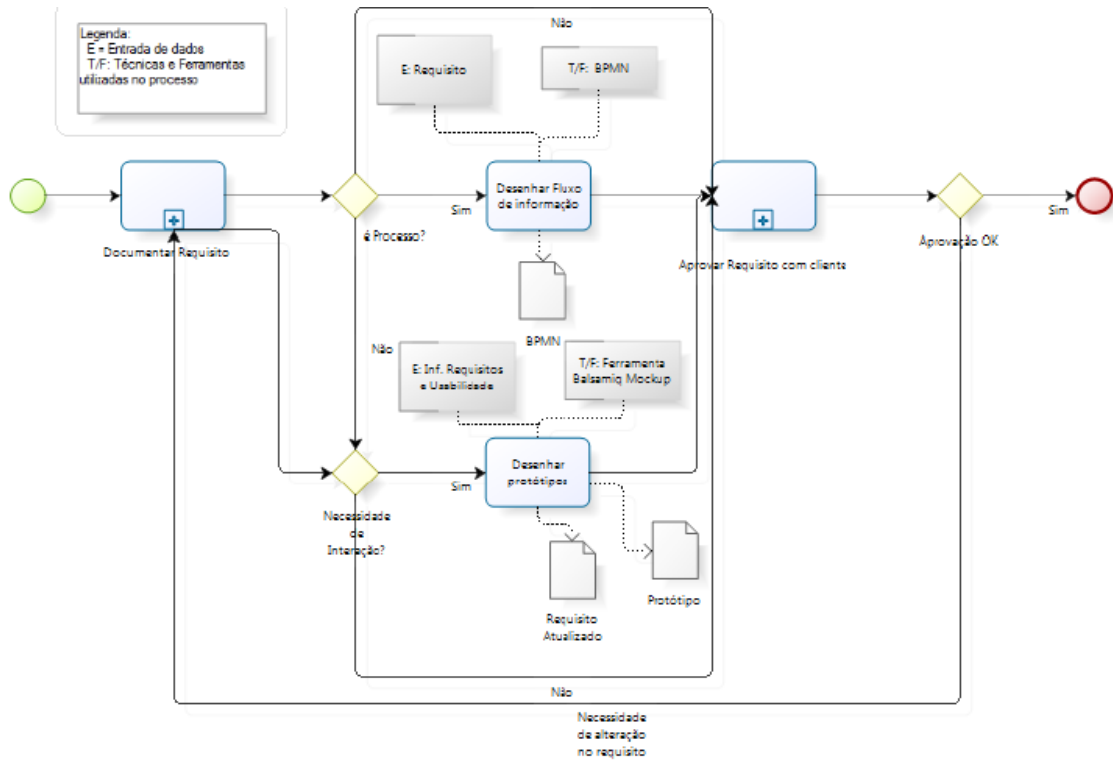 Legenda:
E = Entrada de dados
T/F: Técnicas e Ferramentas
utilizadas no processo
Não
E: Requisito
T/F: BPMN
Desenhar Fluxo
de informação
Sim
é Processo?
Documentar Requisito
Aprovar Requisito com cliente
Sim
Aprovação OK
BPMN
Não
E: Inf. Requisitos
e Usabilidade
T/F: Ferramenta
Balsamiq Mockup
Desenhar
protótipos
Sim
Necessidade
de
Interação?
Requisito
Atualizado
Protótipo
Não
Necessidade
de alteração
no requisito